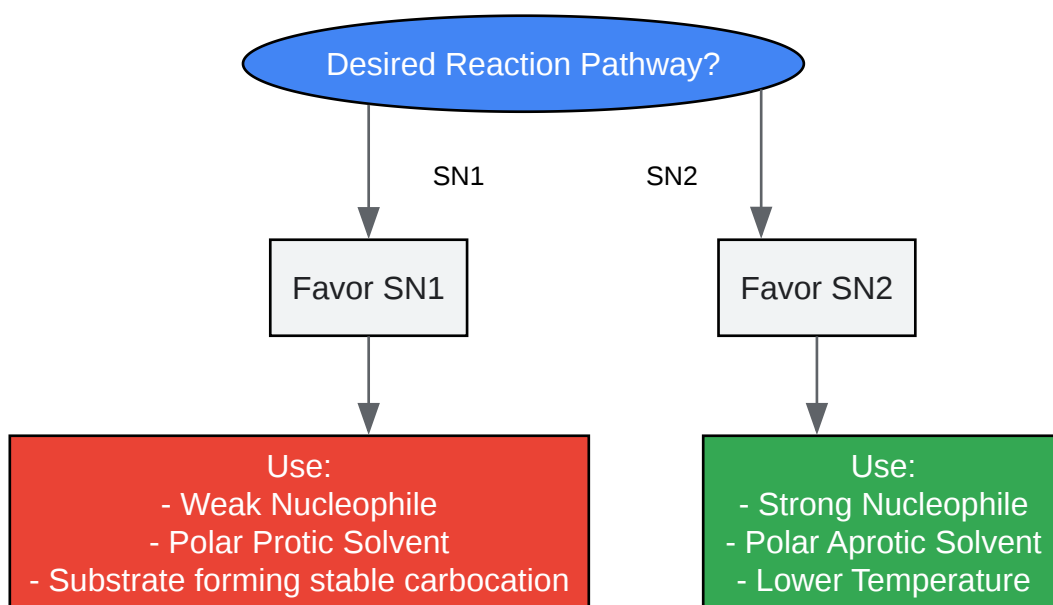 Desired Reaction Pathway?
SN1
SN2
Favor SN1
Favor SN2
Use:
- Weak Nucleophile
- Polar Protic Solvent
- Substrate forming stable carbocation
Use:
- Strong Nucleophile
- Polar Aprotic Solvent
- Lower Temperature